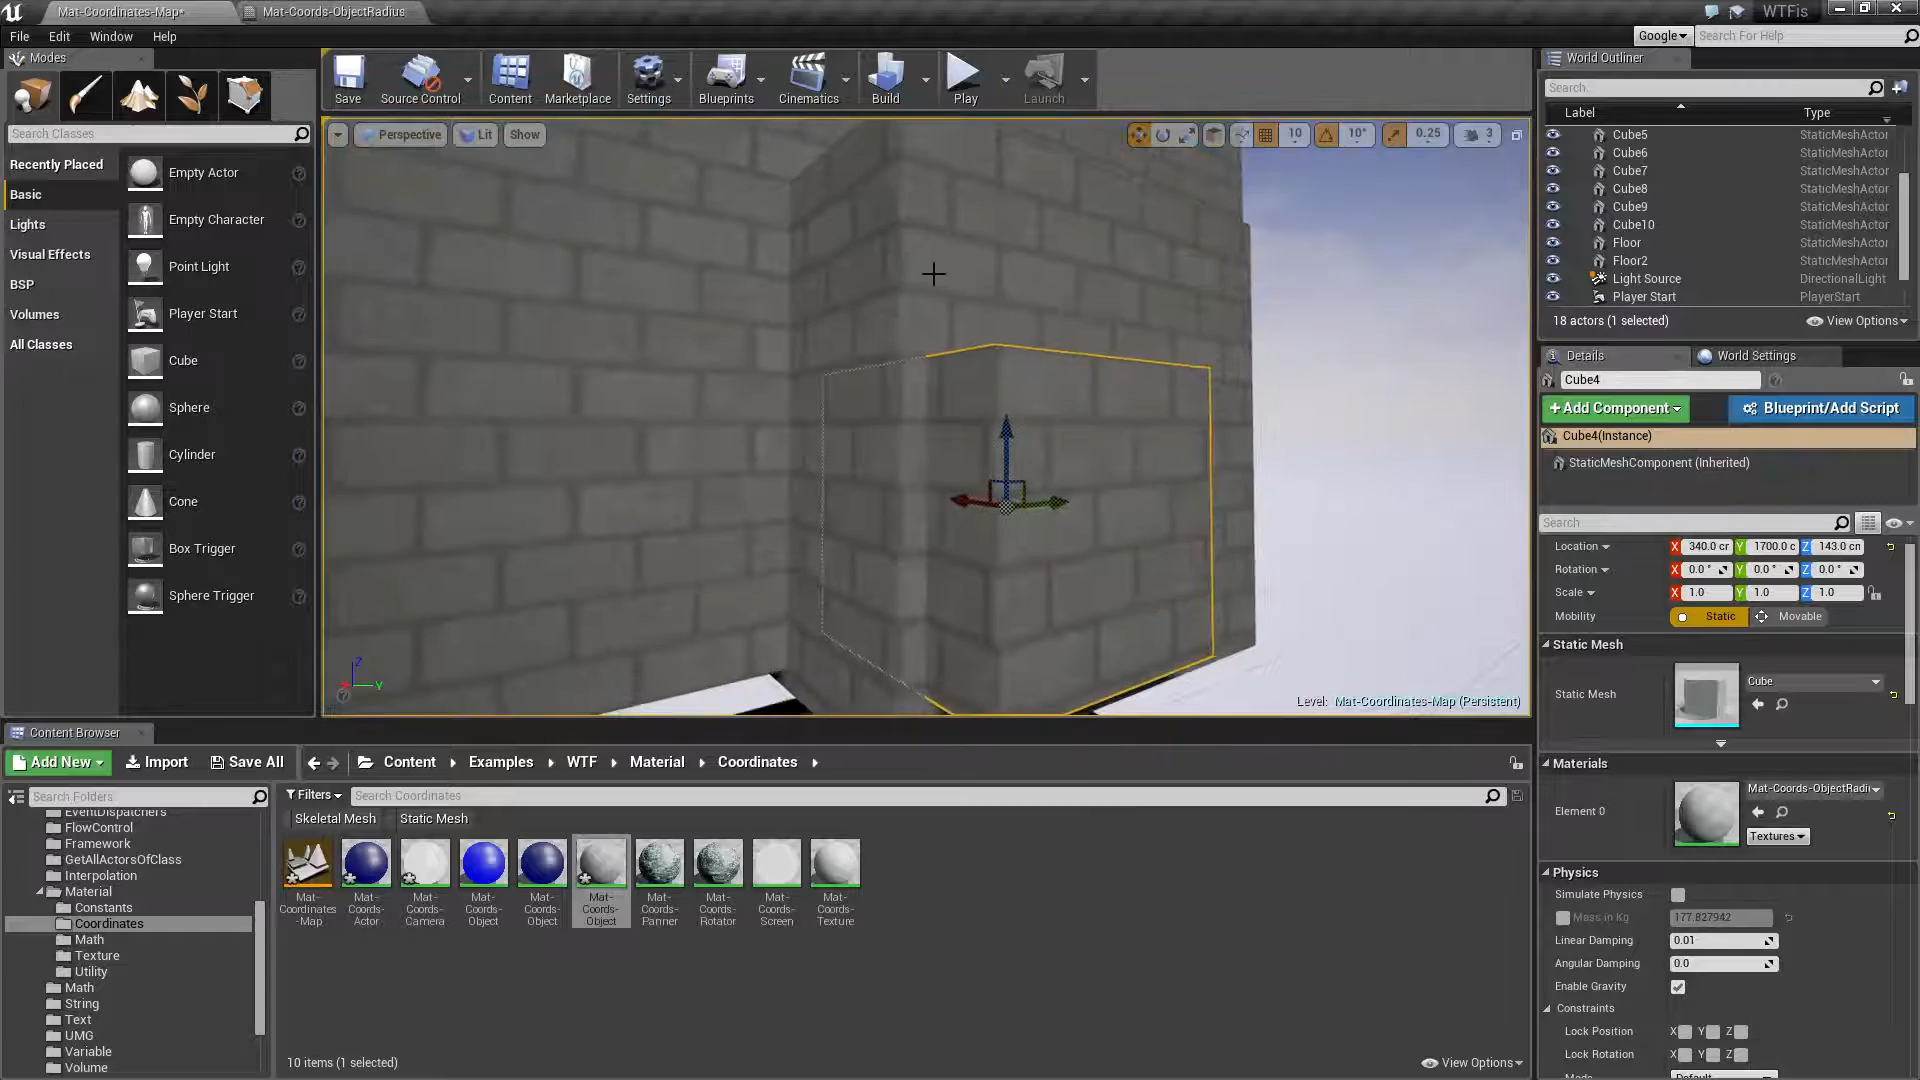 Mat-Coordinates-Map*
Mat-Coords-ObjectRadius
WTFis
File
Edit
Window
Help
Google
Search For Help
Modes
Search Classes
Recently Placed
Basic
Lights
Visual Effects
BSP
Volumes
All Classes
Empty Actor
Empty Character
Point Light
Player Start
Cube
Sphere
Cylinder
Cone
Box Trigger
Sphere Trigger
Save
Source Control
Content
Marketplace
Settings
Blueprints
Cinematics
Build
Play
Launch
Perspective
Lit
Show
10
10°
0.25
3
Z
Y
Level: Mat-Coordinates-Map (Persistent)
World Outliner
Search
Label
Type
Cube5 StaticMeshActor
Cube6 StaticMeshActor
Cube7 StaticMeshActor
Cube8 StaticMeshActor
Cube9 StaticMeshActor
Cube10 StaticMeshActor
Floor StaticMeshActor
Floor2 StaticMeshActor
Light Source DirectionalLight
Player Start PlayerStart
18 actors (1 selected)
View Options
Details
World Settings
Cube4
+Add Component
Blueprint/Add Script
Cube4(Instance)
StaticMeshComponent (Inherited)
Search
Location X 340.0 cr Y 1700.0 c Z 143.0 cn
Rotation X 0.0 ° Y 0.0 ° Z 0.0 °
Scale X 1.0 Y 1.0 Z 1.0
Mobility Static Movable
Static Mesh
Static Mesh
Cube
Materials
Element 0
Mat-Coords-ObjectRadi
Textures
Physics
Simulate Physics
Mass in Kg 177.827942
Linear Damping 0.01
Angular Damping 0.0
Enable Gravity
Constraints
Lock Position X Y Z
Lock Rotation X Y Z
Content Browser
Add New
Import
Save All
Content
Examples
WTF
Material
Coordinates
Search Folders
EventDispatchers
FlowControl
Framework
GetAllActorsOfClass
Interpolation
Material
Constants
Coordinates
Math
Texture
Utility
Math
String
Text
UMG
Variable
Volume
Filters
Search Coordinates
Skeletal Mesh
Static Mesh
Mat-
Coordinates
-Map
Mat-
Coords-
Actor
Mat-
Coords-
Camera
Mat-
Coords-
Object
Mat-
Coords-
Object
Mat-
Coords-
Object
Mat-
Coords-
Panner
Mat-
Coords-
Rotator
Mat-
Coords-
Screen
Mat-
Coords-
Texture
10 items (1 selected)
View Options